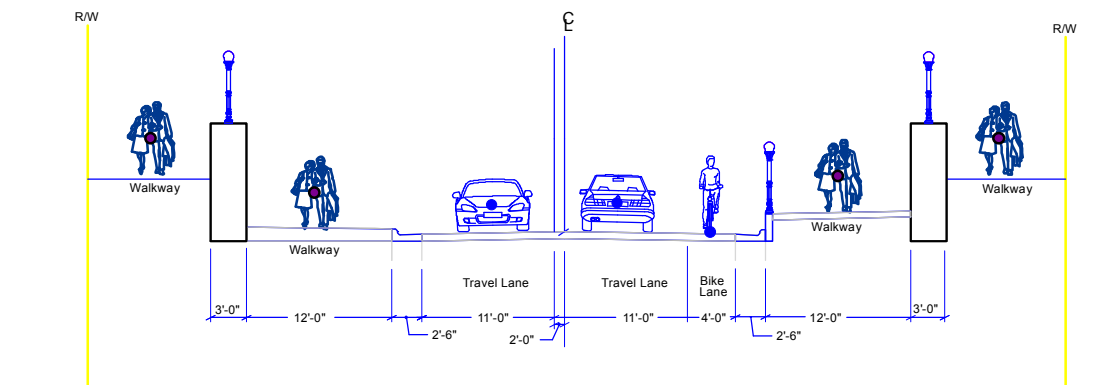 R/W
C
L
R/W
Walkway
Walkway
Walkway
Walkway
Travel Lane
Travel Lane
Bike
Lane
3'-0"
12'-0"
2'-6"
11'-0"
2'-0"
11'-0"
4'-0"
2'-6"
12'-0"
3'-0"